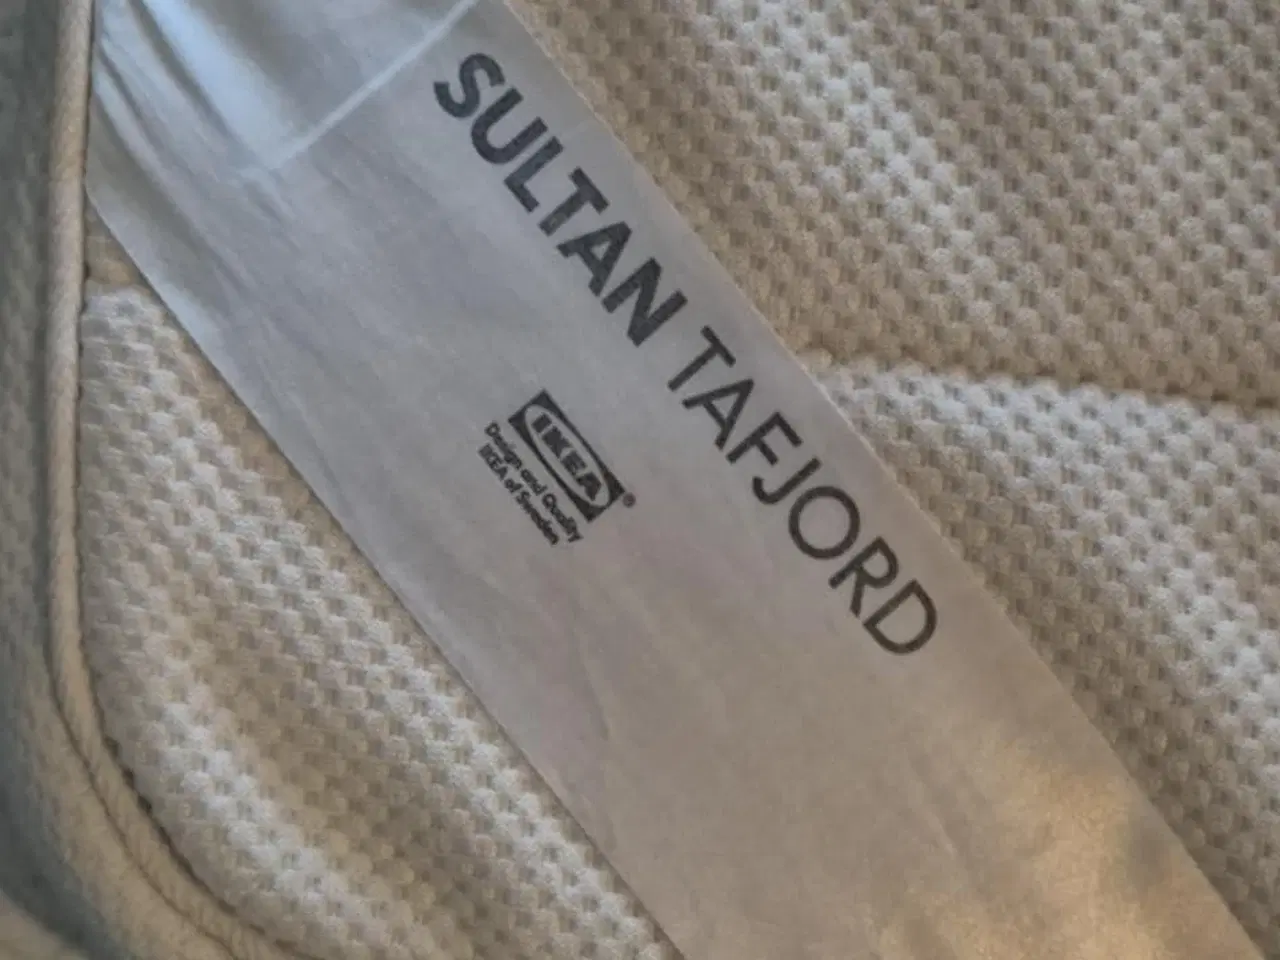 SULTAN TAFJORD
IKEA®
Design and Quality
IKEA of Sweden